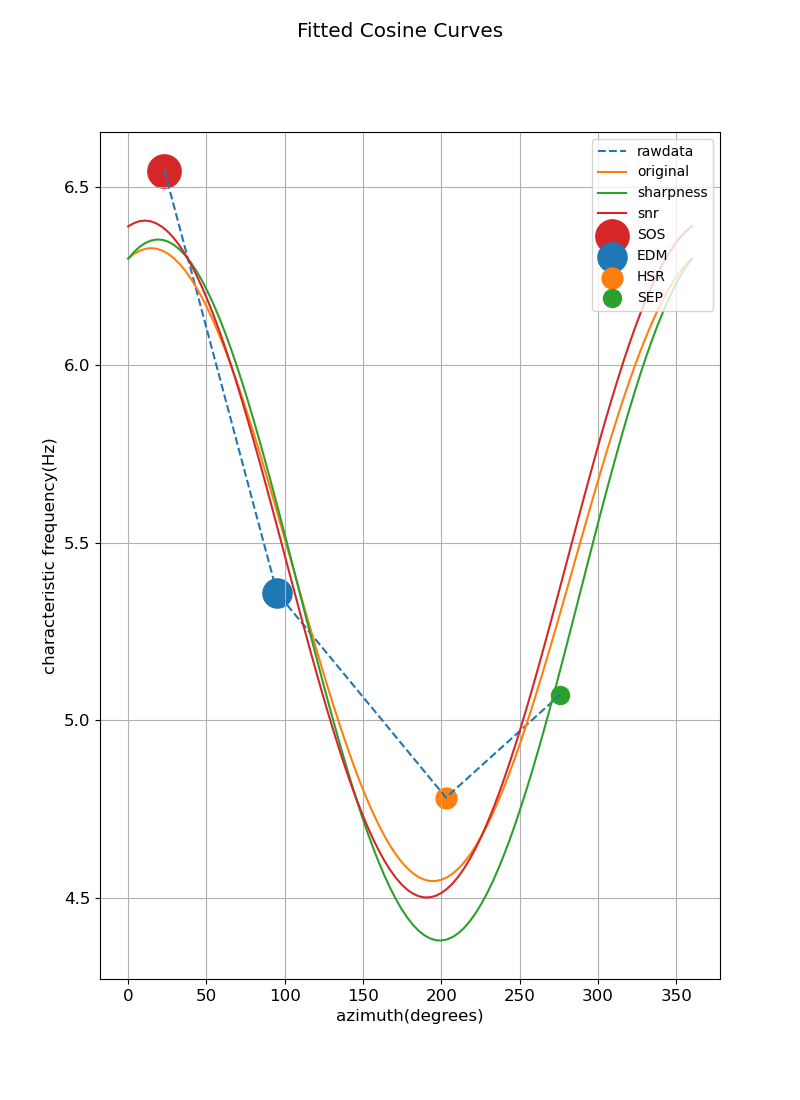 Fitted Cosine Curves
rawdata
original
sharpness
snr
SOS
EDM
HSR
SEP
characteristic frequency(Hz)
6.5
6.0
5.5
5.0
4.5
0 50 100 150 200 250 300 350
azimuth(degrees)